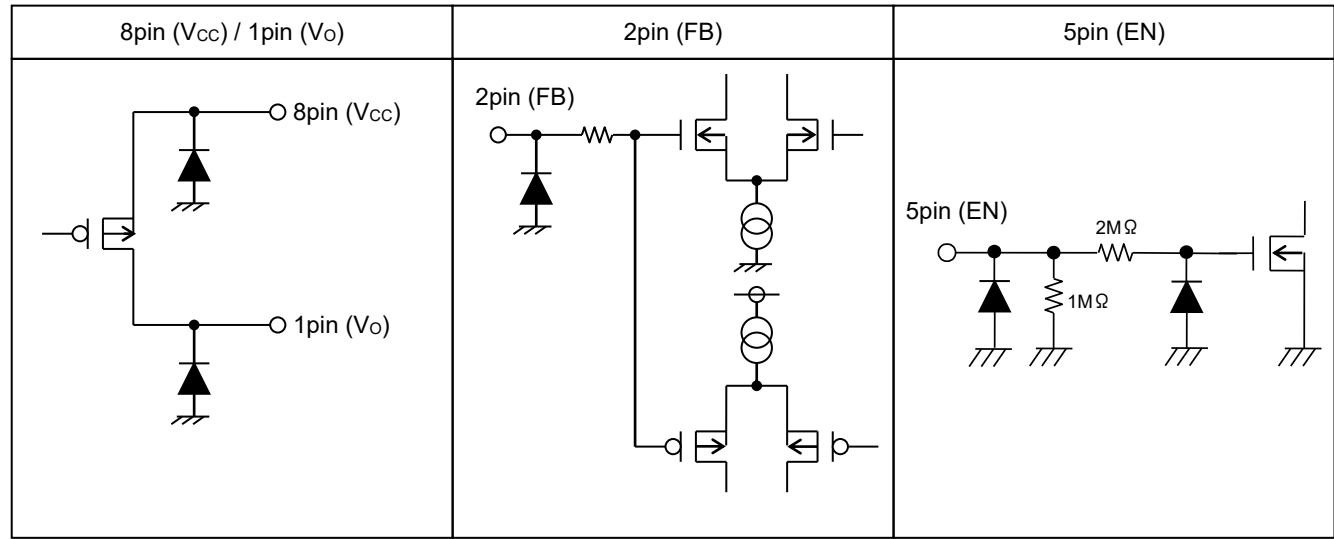 8pin (VCC) / 1pin (VO)
2pin (FB)
5pin (EN)
8pin (VCC)
1pin (VO)
2pin (FB)
5pin (EN)
2MΩ
1MΩ